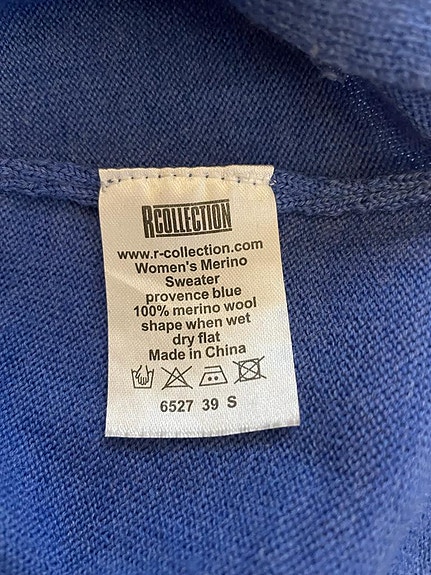 RCOLLECTION
www.r-collection.com
Women's Merino
Sweater
provence blue
100% merino wool
shape when wet
dry flat
Made in China
6527 39 S